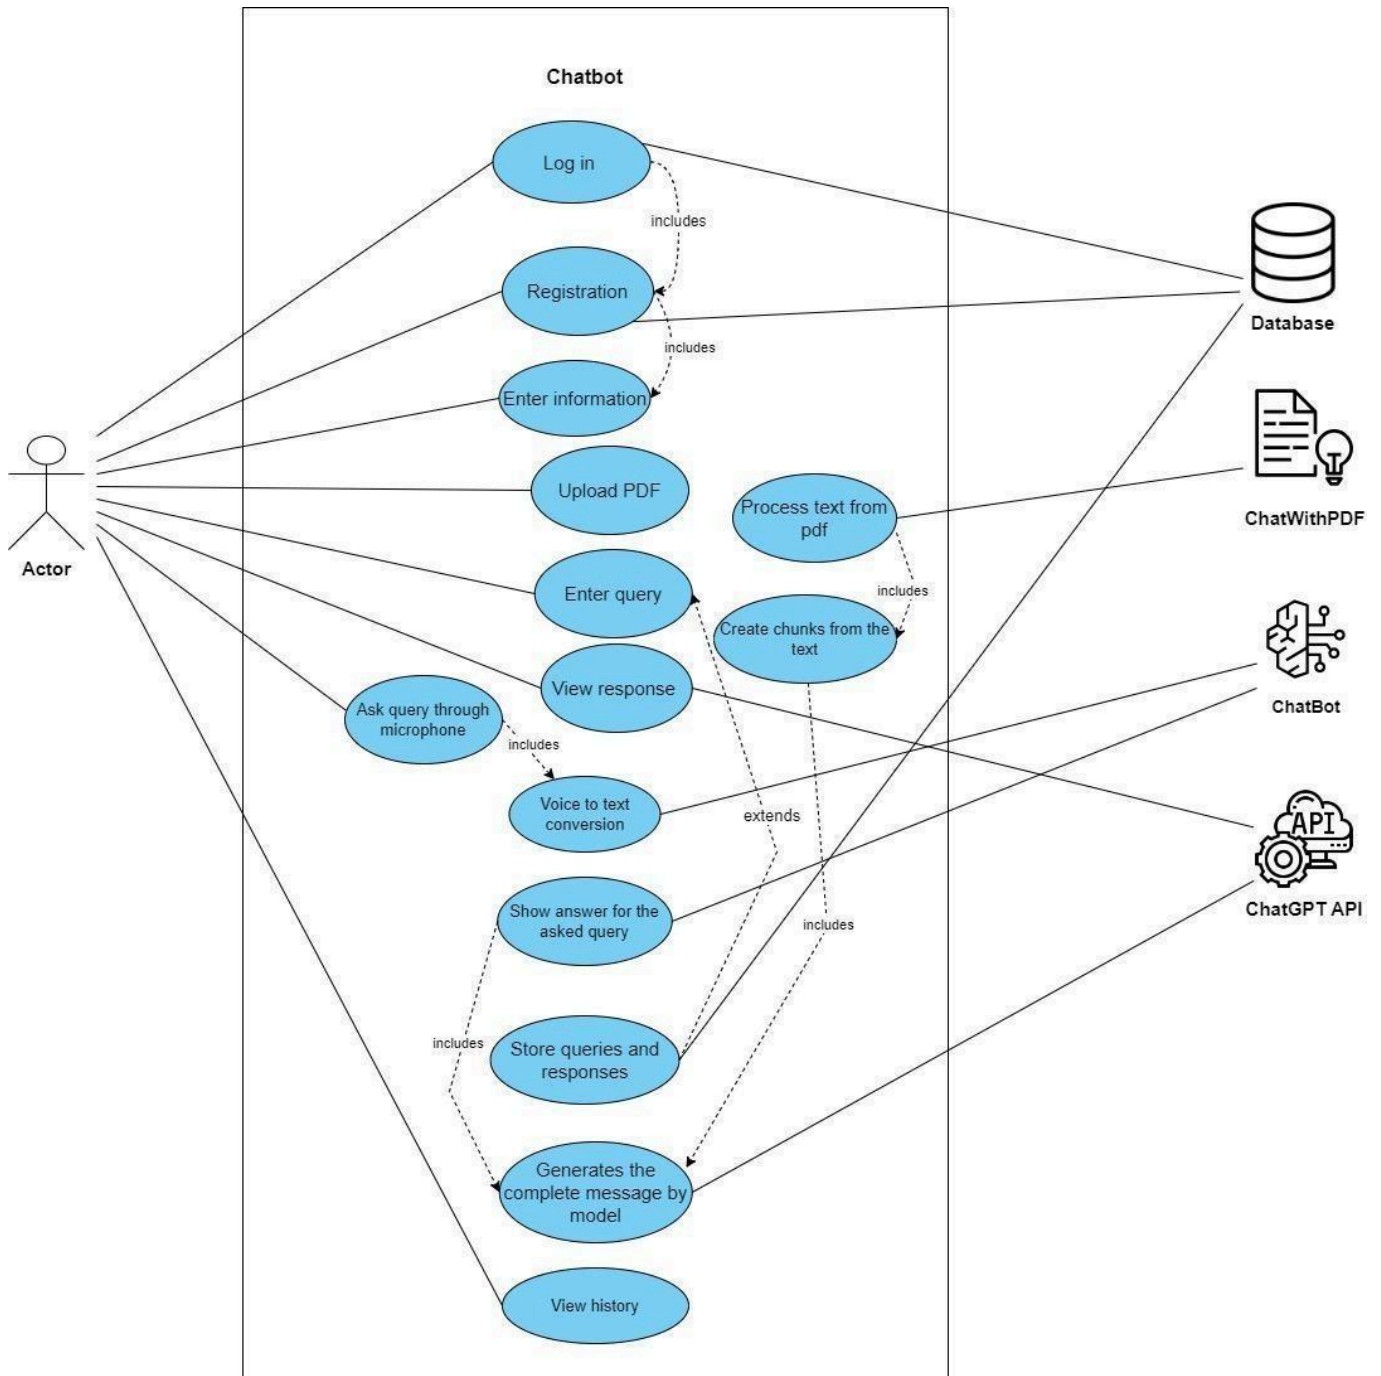 Chatbot
Log in
includes
Registration
includes
Enter information
Upload PDF
Process text from
pdf
Enter query
includes
Create chunks from the
text
View response
Ask query through
microphone
includes
Voice to text
conversion
extends
Show answer for the
asked query
includes
includes
Store queries and
responses
Generates the
complete message by
model
View history
Actor
Database
ChatWithPDF
ChatBot
API
ChatGPT API